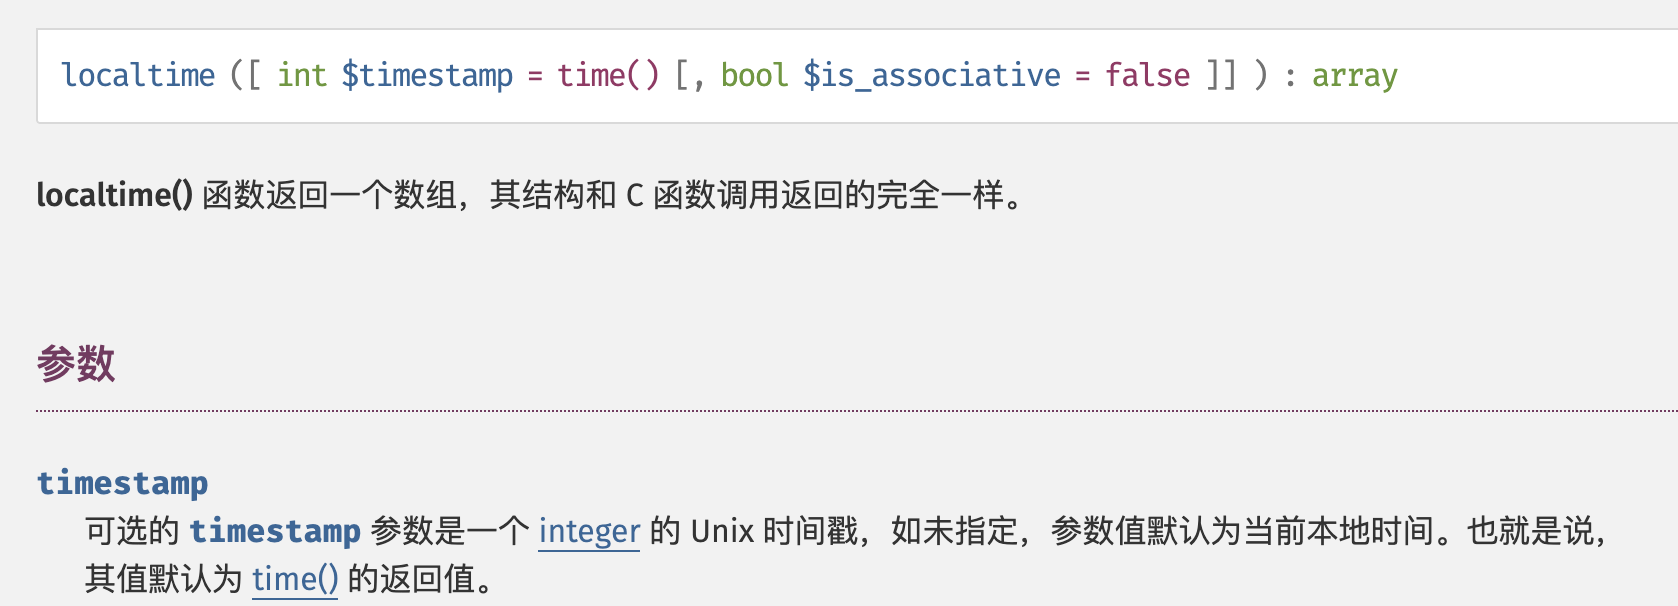 localtime ([ int $timestamp = time() [, bool $is_associative = false ]] ) : array
localtime() 函数返回一个数组，其结构和 C 函数调用返回的完全一样。
参数
timestamp
可选的 timestamp 参数是一个 integer 的 Unix 时间戳，如未指定，参数值默认为当前本地时间。也就是说，
其值默认为 time() 的返回值。